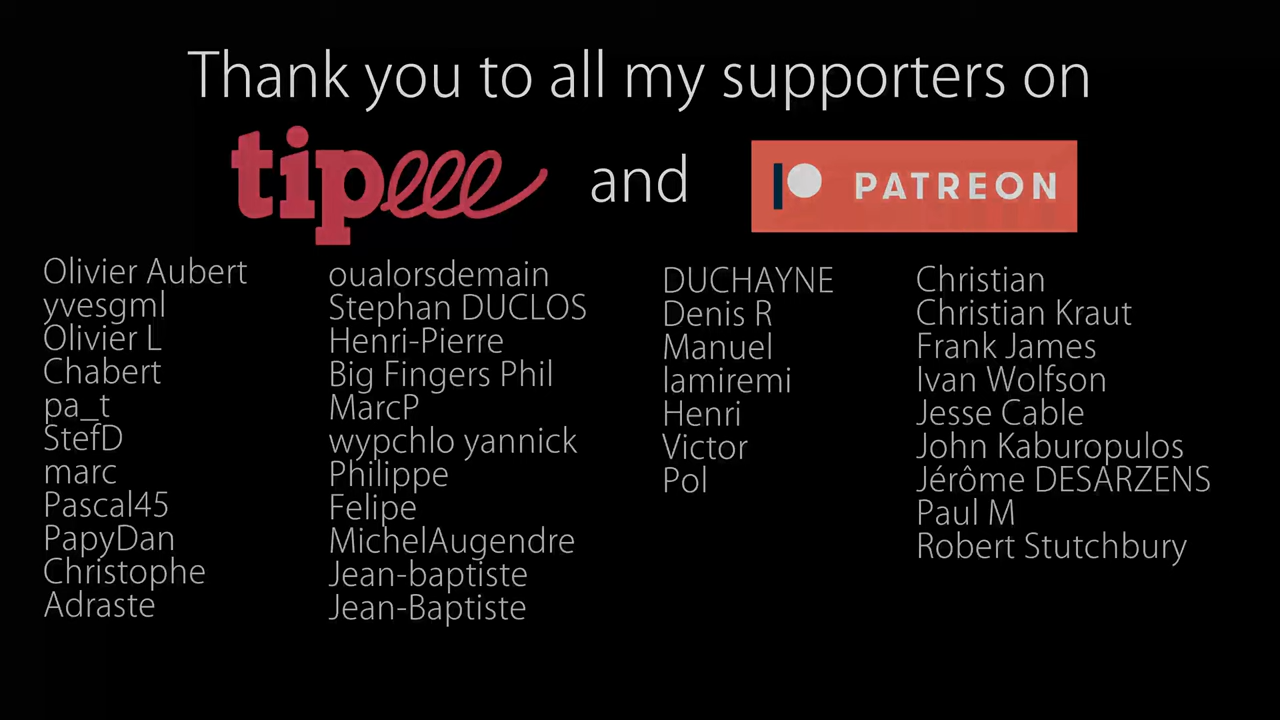 Thank you to all my supporters on
tipeee and PATREON
Olivier Aubert
yvesgml
Olivier L
Chabert
pa_t
StefD
marc
Pascal45
PapyDan
Christophe
Adraste
oualorsdemain
Stephan DUCLOS
Henri-Pierre
Big Fingers Phil
MarcP
wypchlo yannick
Philippe
Felipe
MichelAugendre
Jean-baptiste
Jean-Baptiste
DUCHAYNE
Denis R
Manuel
lamiremi
Henri
Victor
Pol
Christian
Christian Kraut
Frank James
Ivan Wolfson
Jesse Cable
John Kaburopulos
Jérôme DESARZENS
Paul M
Robert Stutchbury